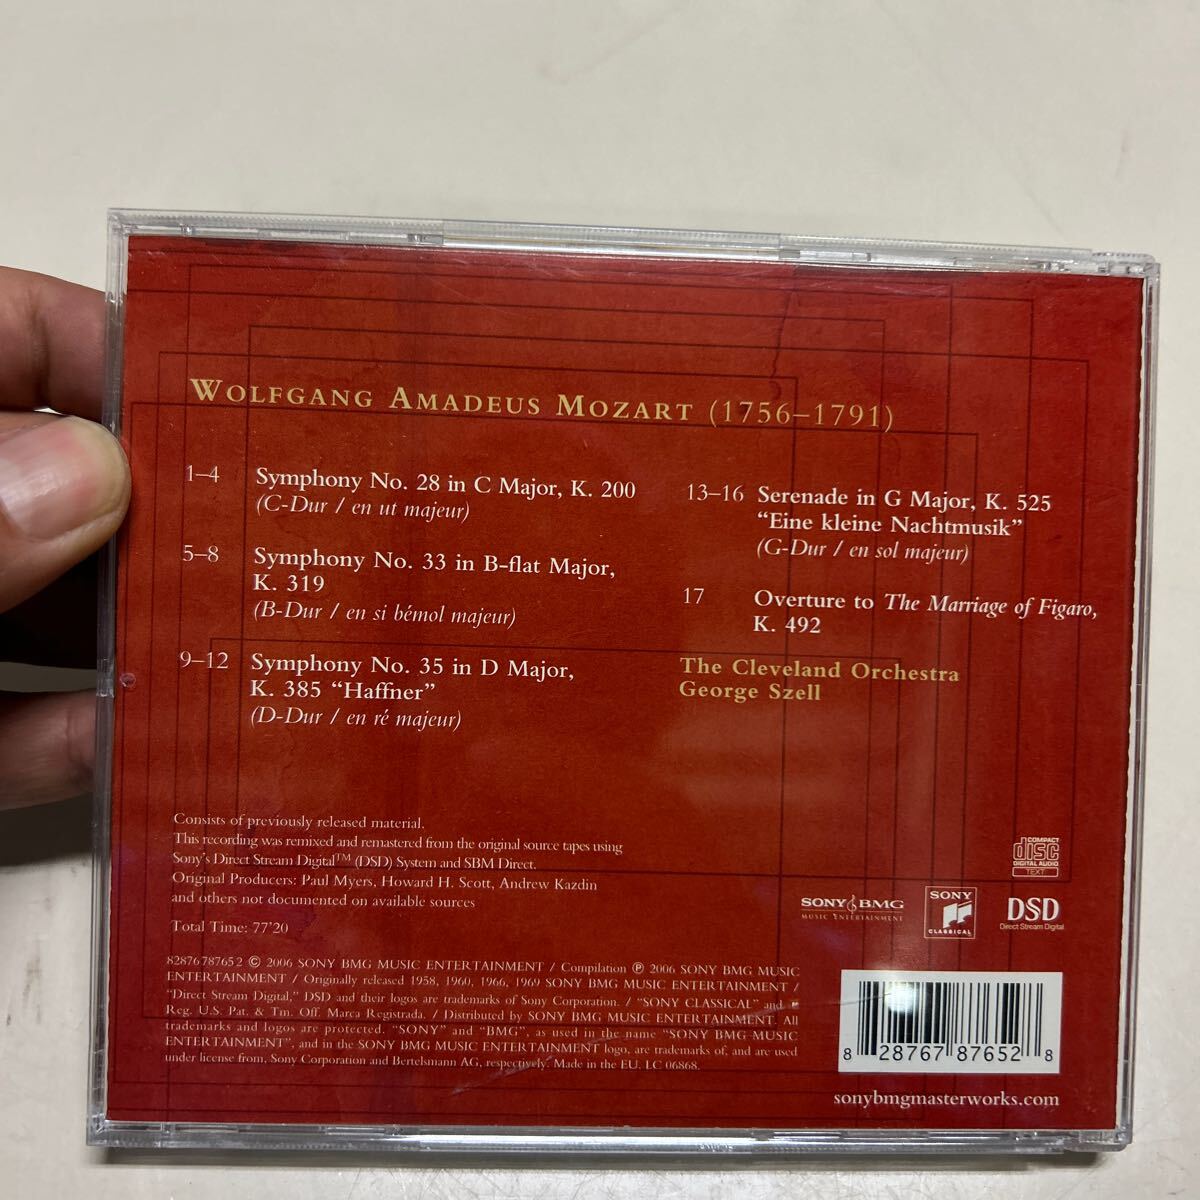 WOLFGANG AMADEUS MOZART (1756–1791)
1–4 Symphony No. 28 in C Major, K. 200
(C-Dur / en ut majeur)
5–8 Symphony No. 33 in B-flat Major,
K. 319
(B-Dur / en si bémol majeur)
9–12 Symphony No. 35 in D Major,
K. 385 “Haffner”
(D-Dur / en ré majeur)
13–16 Serenade in G Major, K. 525
“Eine kleine Nachtmusik”
(G-Dur / en sol majeur)
17 Overture to The Marriage of Figaro,
K. 492
The Cleveland Orchestra
George Szell
Consists of previously released material.
This recording was remixed and remastered from the original source tapes using
Sony's Direct Stream Digital™ (DSD) System and SBM Direct.
Original Producers: Paul Myers, Howard H. Scott, Andrew Kazdin
and others not documented on available sources
Total Time: 77'20
82876787652 © 2006 SONY BMG MUSIC ENTERTAINMENT / Compilation ℗ 2006 SONY BMG MUSIC
ENTERTAINMENT / Originally released 1958, 1960, 1966, 1969 SONY BMG MUSIC ENTERTAINMENT /
“Direct Stream Digital,” DSD and their logos are trademarks of Sony Corporation. / “SONY CLASSICAL” and
Reg. U.S. Pat. & Tm. Off. Marca Registrada. / Distributed by SONY BMG MUSIC ENTERTAINMENT. All
trademarks and logos are protected. “SONY” and “BMG”, as used in the name “SONY BMG MUSIC
ENTERTAINMENT”, and in the SONY BMG MUSIC ENTERTAINMENT logo, are trademarks of, and are used
under license from, Sony Corporation and Bertelsmann AG, respectively. Made in the EU. LC 06868.
COMPACT
disc
DIGITAL AUDIO
TEXT
SONY BMG
MUSIC ENTERTAINMENT
SONY
CLASSICAL
DSD
Direct Stream Digital
8 28767 87652 8
sonybmgmasterworks.com